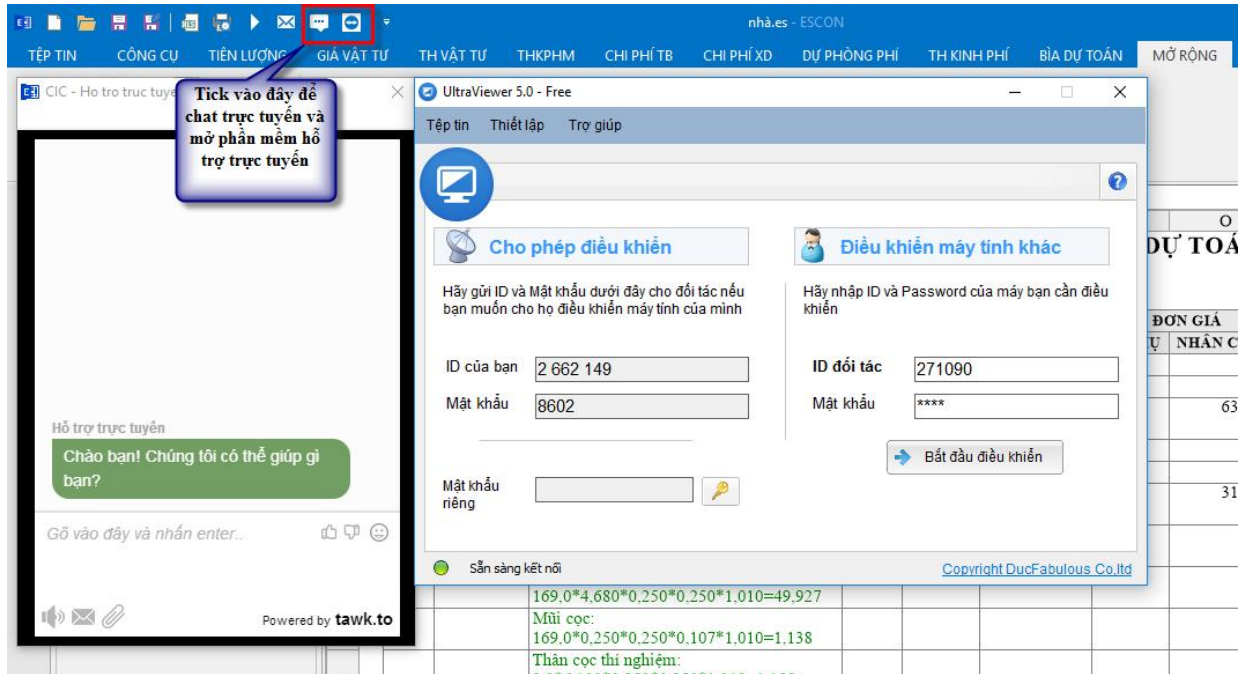 nhà.es - ESCON
TỆP TIN CÔNG CỤ TIÊN LƯỢNG GIÁ VẬT TƯ TH VẬT TƯ THKPHM CHI PHÍ TB CHI PHÍ XD DỰ PHÒNG PHÍ TH KINH PHÍ BÌA DỰ TOÁN MỞ RỘNG
CIC - Ho tro truc tuyế
Tick vào đây để
chat trực tuyến và
mở phần mềm hỗ
trợ trực tuyến
Hỗ trợ trực tuyến
Chào bạn! Chúng tôi có thể giúp gì
bạn?
Gõ vào đây và nhấn enter..
Powered by tawk.to
UltraViewer 5.0 - Free
Tệp tin Thiết lập Trợ giúp
Cho phép điều khiển
Hãy gửi ID và Mật khẩu dưới đây cho đối tác nếu
bạn muốn cho họ điều khiển máy tính của mình
ID của bạn 2 662 149
Mật khẩu 8602
Mật khẩu
riêng
Điều khiển máy tính khác
Hãy nhập ID và Password của máy bạn cần điều
khiển
ID đối tác 271090
Mật khẩu ****
Bắt đầu điều khiển
Sẵn sàng kết nối
Copyright DucFabulous Co,ltd
O
DỰ TOÁ
ĐƠN GIÁ
Ụ NHÂN C
63
31
169,0*4,680*0,250*0,250*1,010=49,927
Mũi cọc:
169,0*0,250*0,250*0,107*1,010=1,138
Thân cọc thí nghiệm: